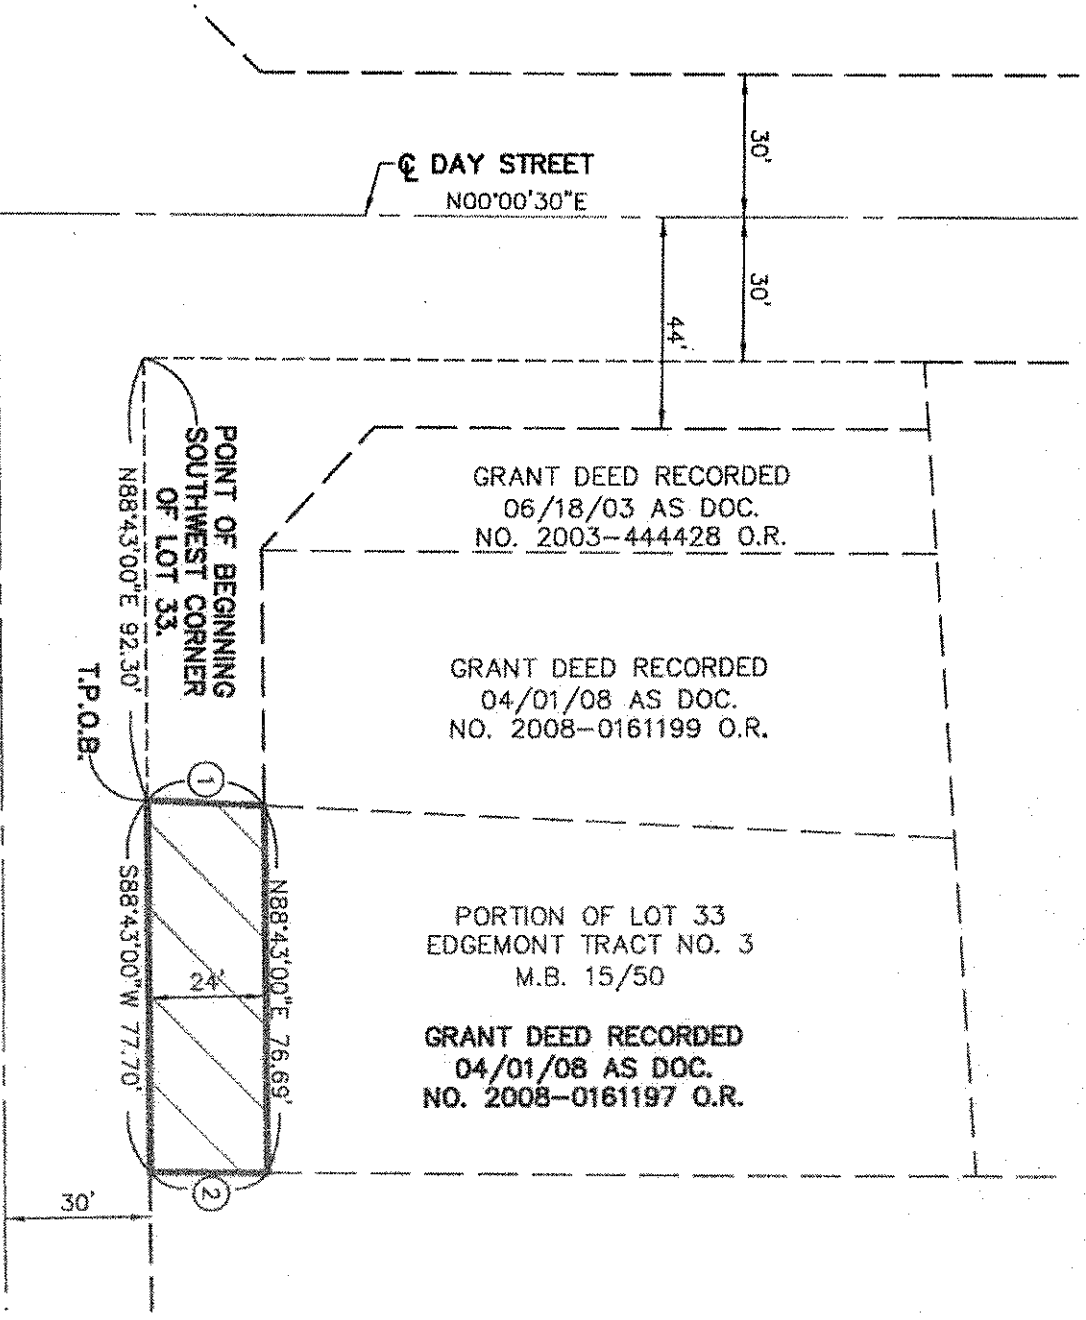 30'
℄ DAY STREET
N00°00'30"E
30'
44'
GRANT DEED RECORDED
06/18/03 AS DOC.
NO. 2003-444428 O.R.
POINT OF BEGINNING
SOUTHWEST CORNER
OF LOT 33.
N88°43'00"E 92.30'
T.P.O.B.
GRANT DEED RECORDED
04/01/08 AS DOC.
NO. 2008-0161199 O.R.
1
N88°43'00"E 76.69'
24'
S88°43'00"W 77.70'
PORTION OF LOT 33
EDGEMONT TRACT NO. 3
M.B. 15/50
GRANT DEED RECORDED
04/01/08 AS DOC.
NO. 2008-0161197 O.R.
2
30'